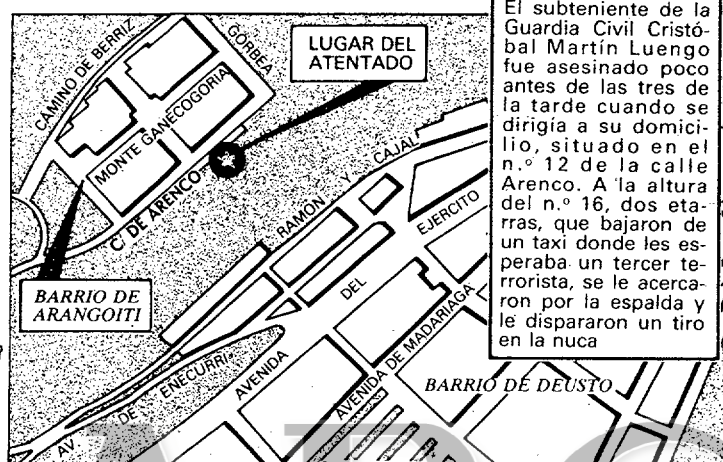 CAMINO DE BERRIZ
GORBEA
MONTE GANECOGORIA
C/ DE ARENCO
LUGAR DEL
ATENTADO
RAMÓN Y CAJAL
BARRIO DE
ARANGOITI
AVENIDA DEL EJERCITO
AVENIDA DE MADARIAGA
AV. DE ENECURRI
BARRIO DE DEUSTO
El subteniente de la
Guardia Civil Cristó-
bal Martín Luengo
fue asesinado poco
antes de las tres de
la tarde cuando se
dirigía a su domici-
lio, situado en el
n.º 12 de la calle
Arenco. A la altura
del n.º 16, dos eta-
rras, que bajaron de
un taxi donde les es-
peraba un tercer te-
rrorista, se le acerca-
ron por la espalda y
le dispararon un tiro
en la nuca